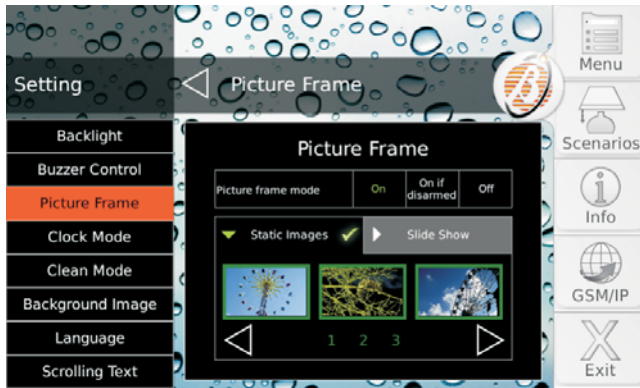 Setting
Picture Frame
Backlight
Buzzer Control
Picture Frame
Clock Mode
Clean Mode
Background Image
Language
Scrolling Text
Picture Frame
Picture frame mode
On
On if
disarmed
Off
Static Images
Slide Show
1 2 3
Menu
Scenarios
Info
GSM/IP
Exit